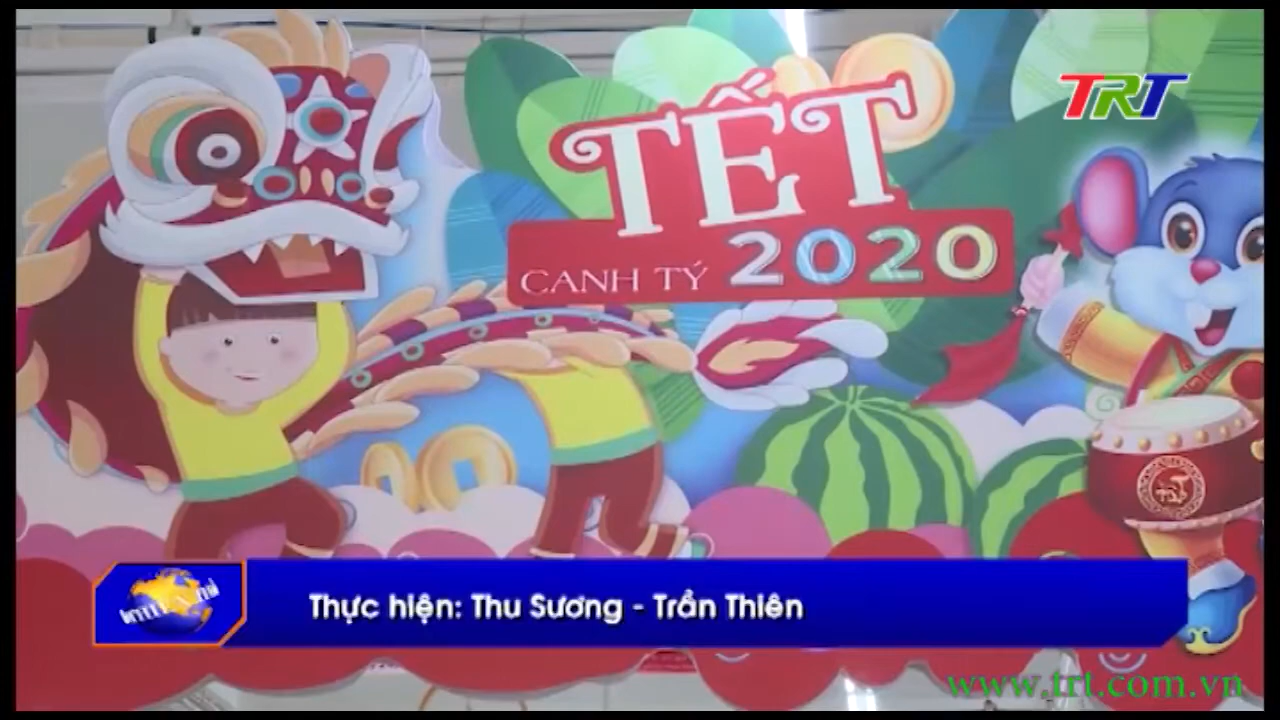 TRT
TẾT
CANH TÝ 2020
Thực hiện: Thu Sương - Trần Thiên
www.trt.com.vn